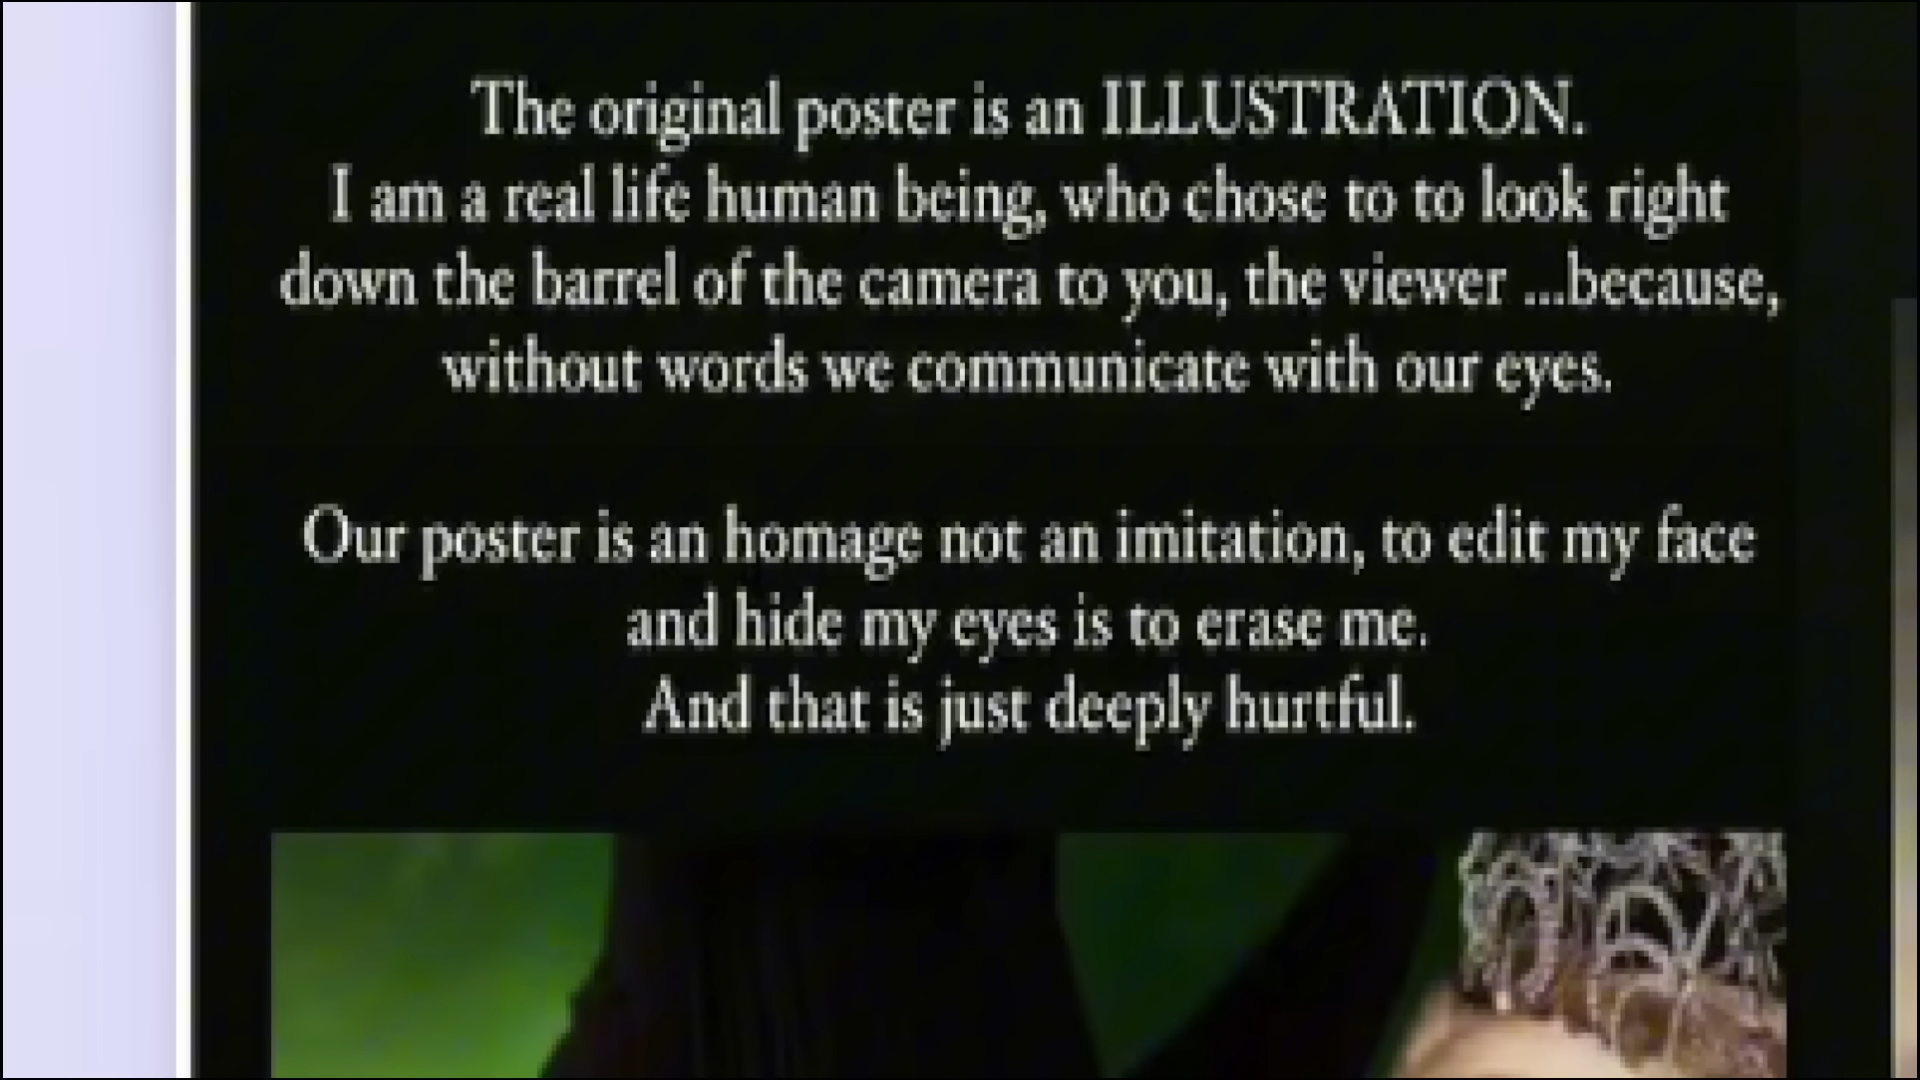 The original poster is an ILLUSTRATION.
I am a real life human being, who chose to to look right
down the barrel of the camera to you, the viewer ...because,
without words we communicate with our eyes.
Our poster is an homage not an imitation, to edit my face
and hide my eyes is to erase me.
And that is just deeply hurtful.